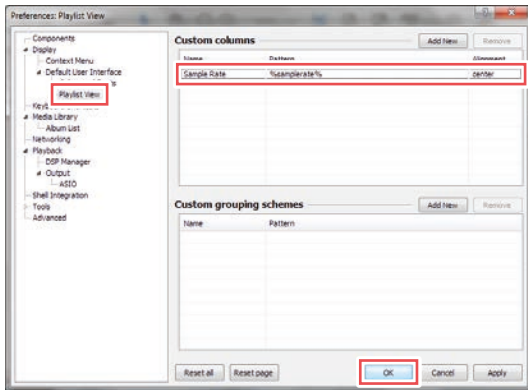 Preferences: Playlist View
Components
Display
Context Menu
Default User Interface
Playlist View
Media Library
Album List
Networking
Playback
DSP Manager
Output
ASIO
Shell Integration
Tools
Advanced
Custom columns
Add New
Remove
Name Pattern Alignment
Sample Rate %samplerate% center
Custom grouping schemes
Add New
Remove
Name Pattern
Reset all
Reset page
OK
Cancel
Apply